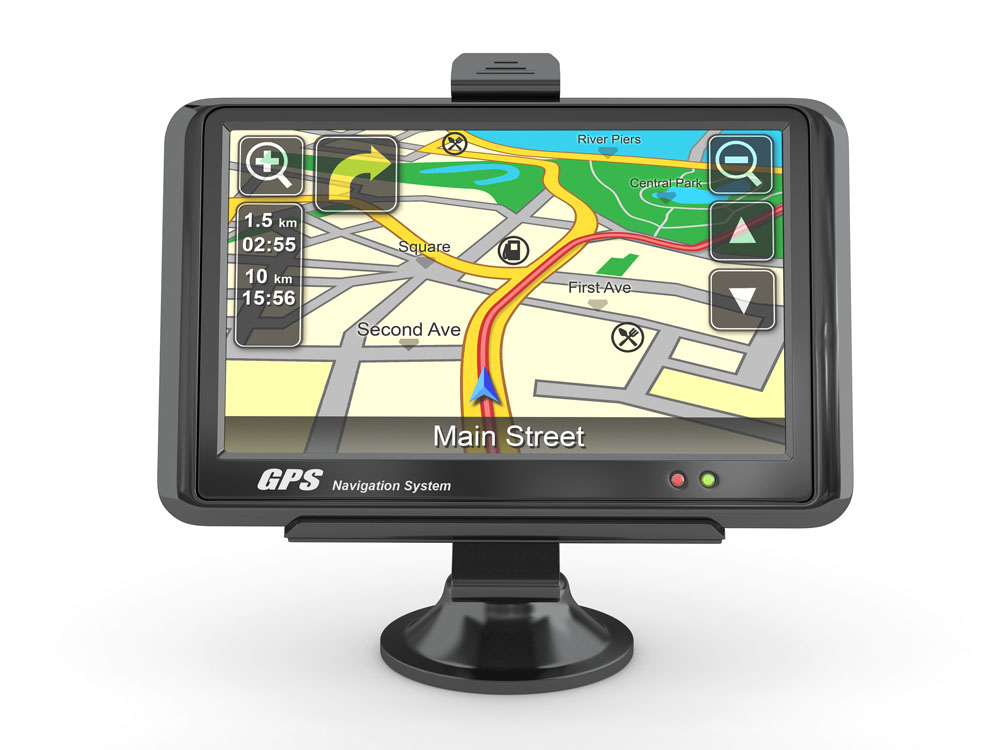 River Piers
Central Park
1.5 km
02:55
10 km
15:56
Square
First Ave
Second Ave
Main Street
GPS Navigation System